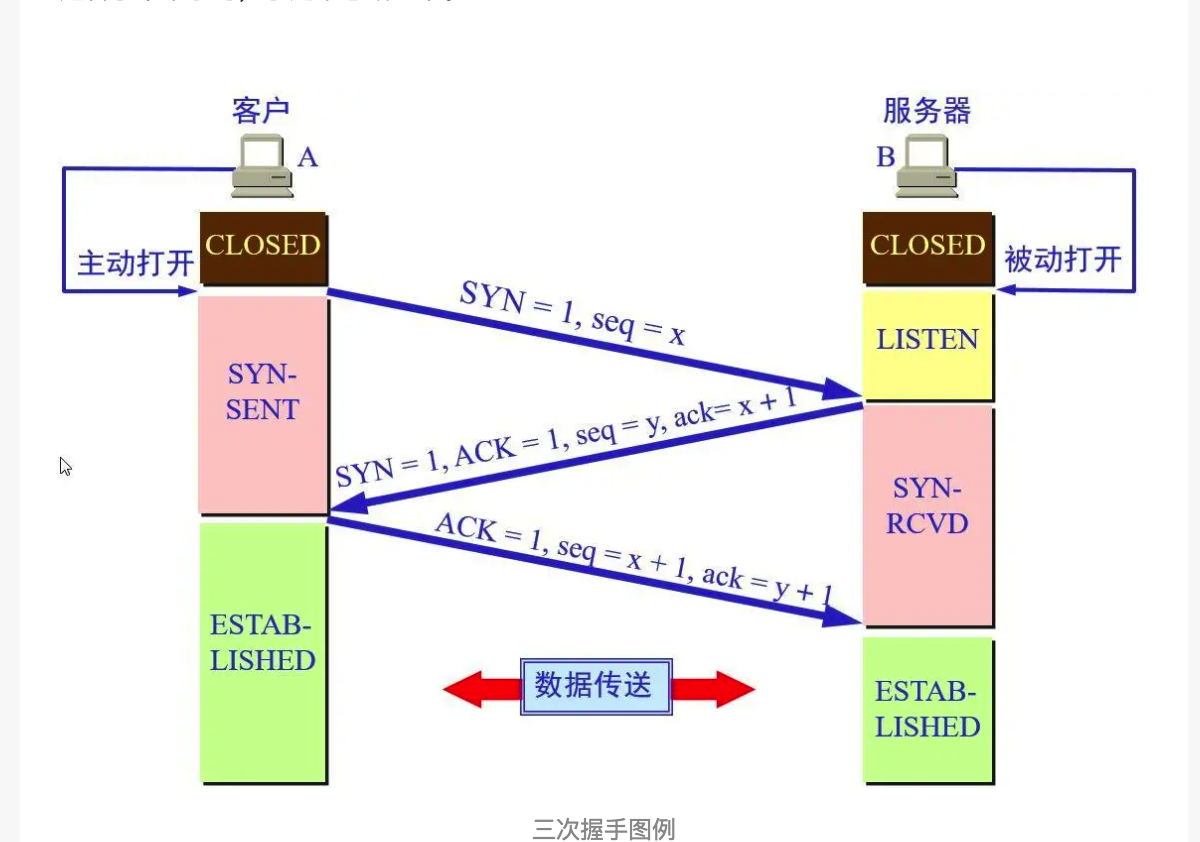 客户
服务器
A
B
CLOSED
CLOSED
主动打开
被动打开
SYN = 1, seq = x
LISTEN
SYN-
SENT
SYN = 1, ACK = 1, seq = y, ack= x + 1
SYN-
RCVD
ACK = 1, seq = x + 1, ack = y + 1
ESTAB-
LISHED
数据传送
ESTAB-
LISHED
三次握手图例